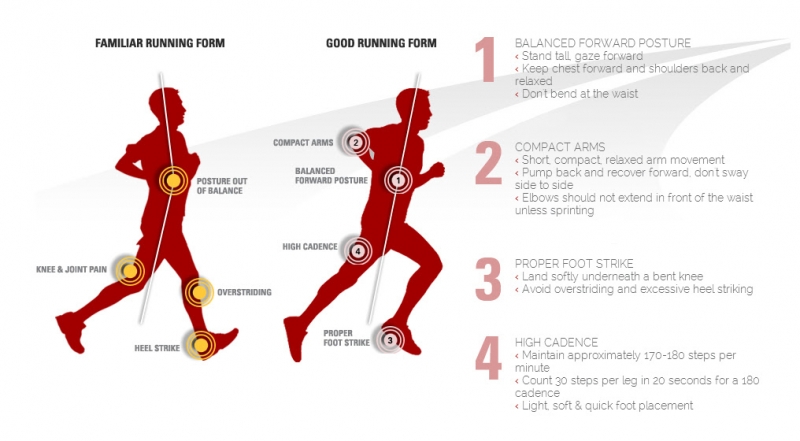 FAMILIAR RUNNING FORM
POSTURE OUT
OF BALANCE
KNEE & JOINT PAIN
OVERSTRIDING
HEEL STRIKE
GOOD RUNNING FORM
COMPACT ARMS
2
BALANCED
FORWARD POSTURE
1
HIGH CADENCE
4
PROPER
FOOT STRIKE
3
1
BALANCED FORWARD POSTURE
‹ Stand tall, gaze forward
‹ Keep chest forward and shoulders back and
relaxed
‹ Don't bend at the waist
2
COMPACT ARMS
‹ Short, compact, relaxed arm movement
‹ Pump back and recover forward, don't sway
side to side
‹ Elbows should not extend in front of the waist
unless sprinting
3
PROPER FOOT STRIKE
‹ Land softly underneath a bent knee
‹ Avoid overstriding and excessive heel striking
4
HIGH CADENCE
‹ Maintain approximately 170-180 steps per
minute
‹ Count 30 steps per leg in 20 seconds for a 180
cadence
‹ Light, soft & quick foot placement